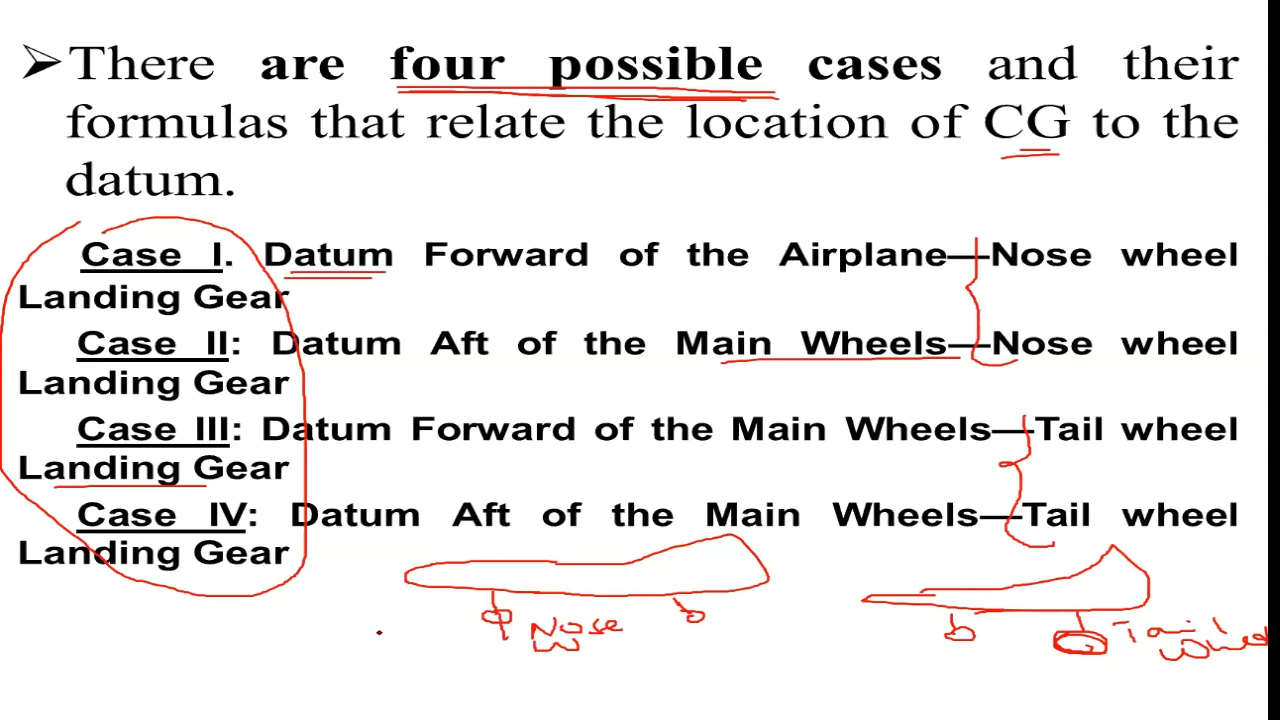 ➢There are four possible cases and their
formulas that relate the location of CG to the
datum.
Case I. Datum Forward of the Airplane—Nose wheel
Landing Gear
Case II: Datum Aft of the Main Wheels—Nose wheel
Landing Gear
Case III: Datum Forward of the Main Wheels—Tail wheel
Landing Gear
Case IV: Datum Aft of the Main Wheels—Tail wheel
Landing Gear
Nose
W
Tail
Wheel